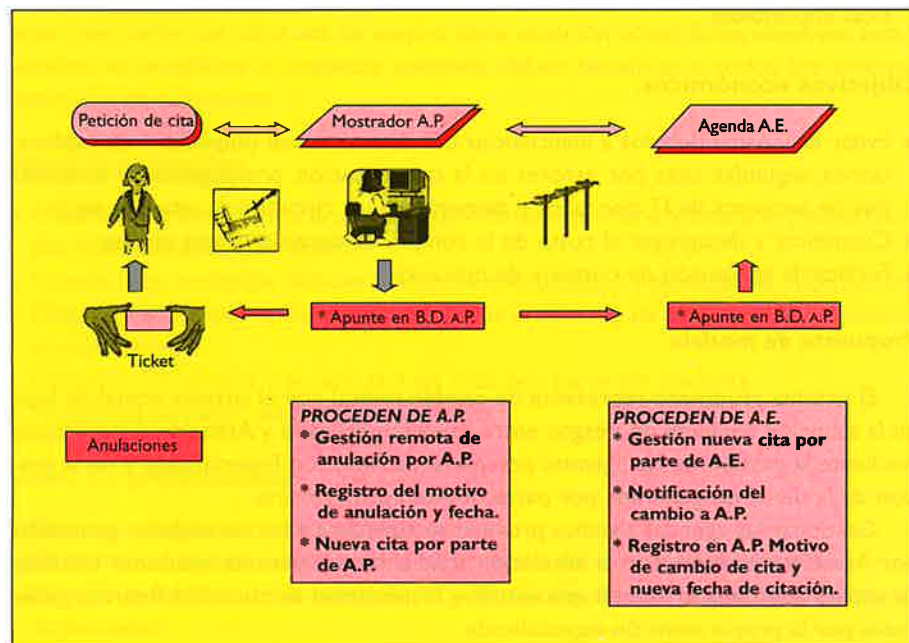 Petición de cita
Mostrador A.P.
Agenda A.E.
* Apunte en B.D. A.P.
* Apunte en B.D. A.P.
Ticket
Anulaciones
PROCEDEN DE A.P.
* Gestión remota de
anulación por A.P.
* Registro del motivo
de anulación y fecha.
* Nueva cita por parte
de A.P.
PROCEDEN DE A.E.
* Gestión nueva cita por
parte de A.E.
* Notificación del
cambio a A.P.
* Registro en A.P. Motivo
de cambio de cita y
nueva fecha de citación.